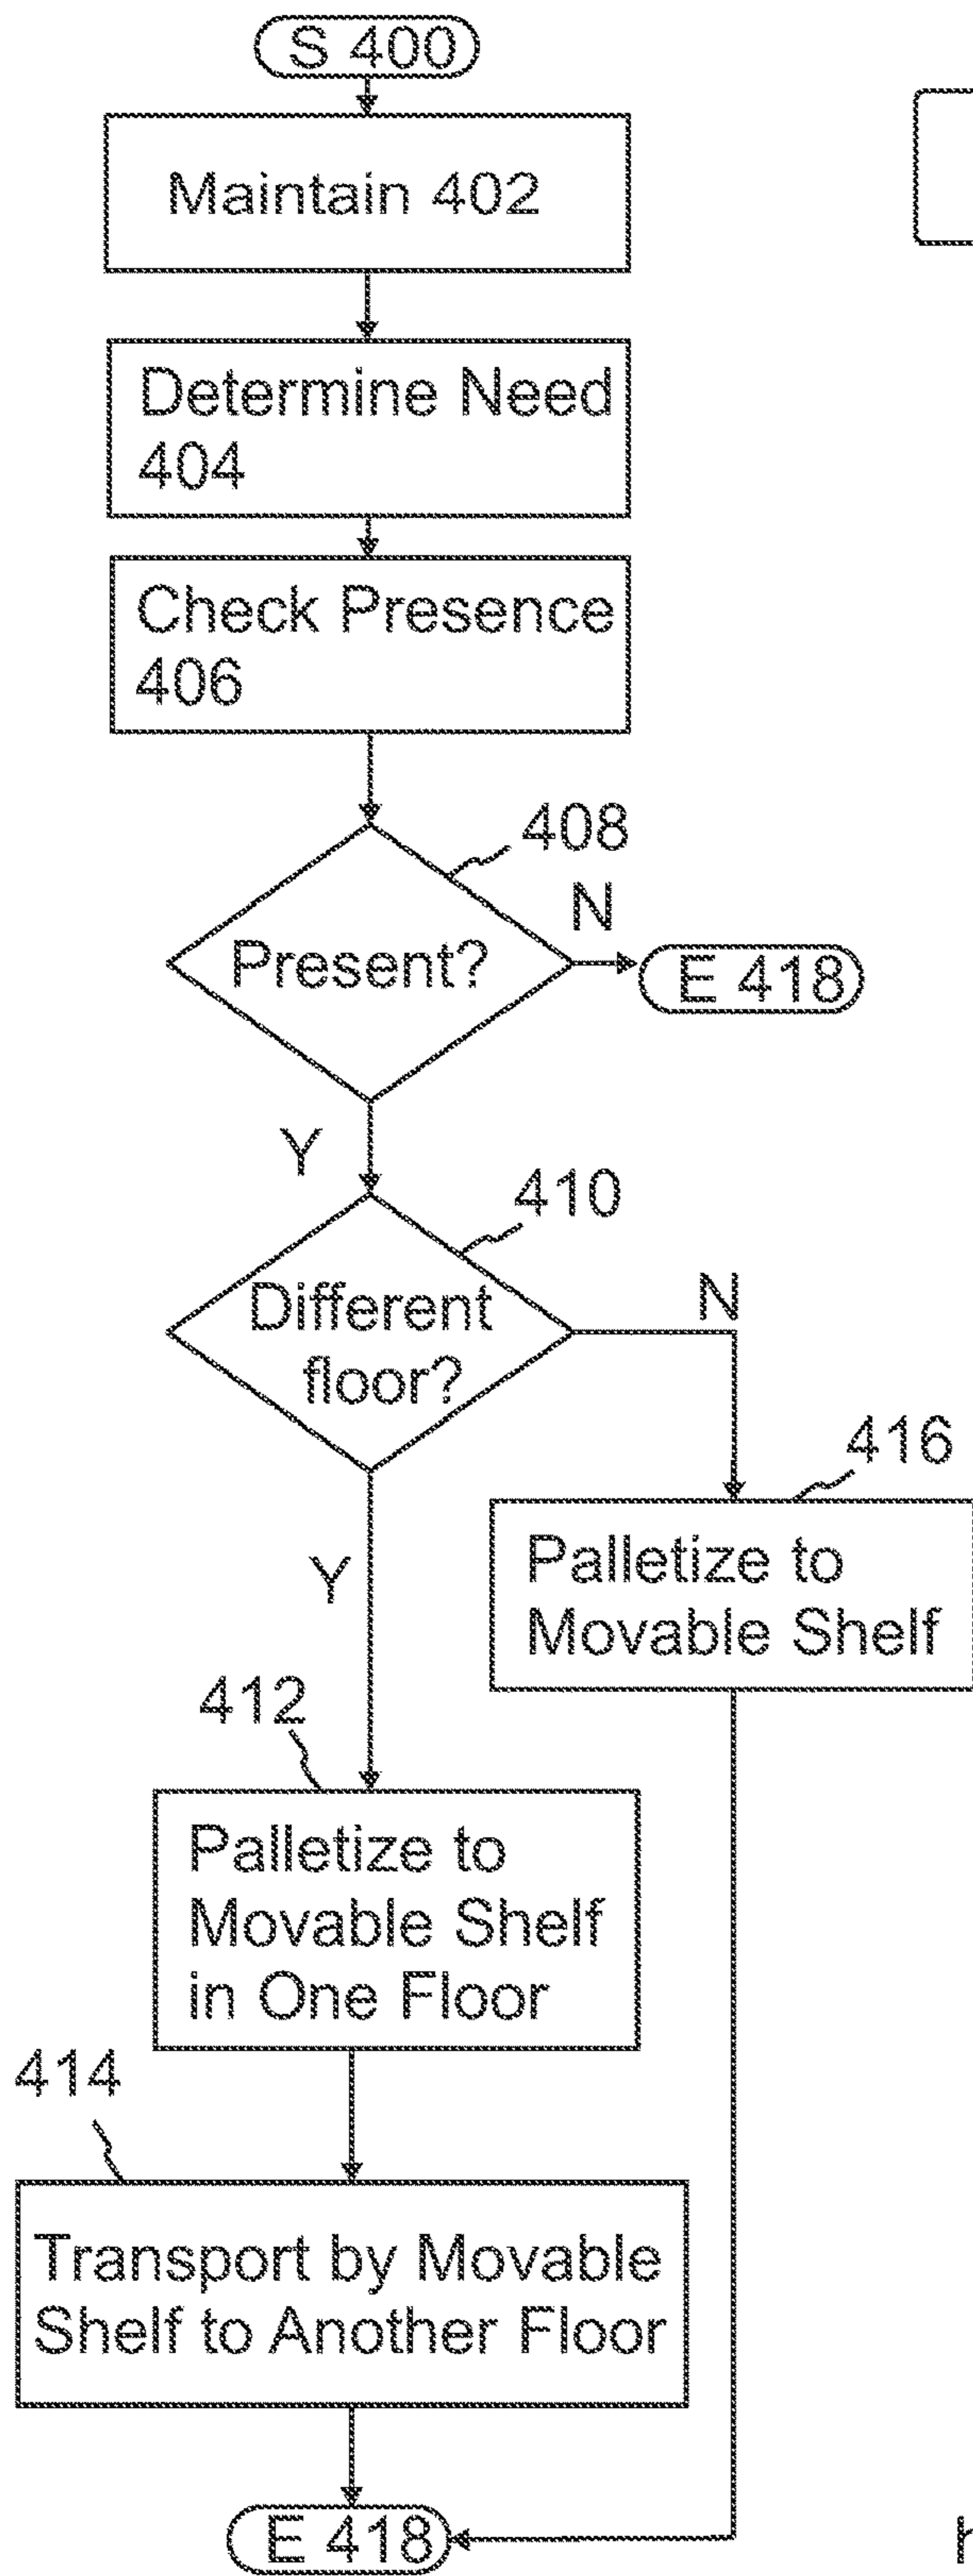 S 400
Maintain 402
Determine Need
404
Check Presence
406
408
N
Present?
E 418
Y
410
Different
floor?
N
416
Palletize to
Movable Shelf
Y
412
Palletize to
Movable Shelf
in One Floor
414
Transport by Movable
Shelf to Another Floor
E 418